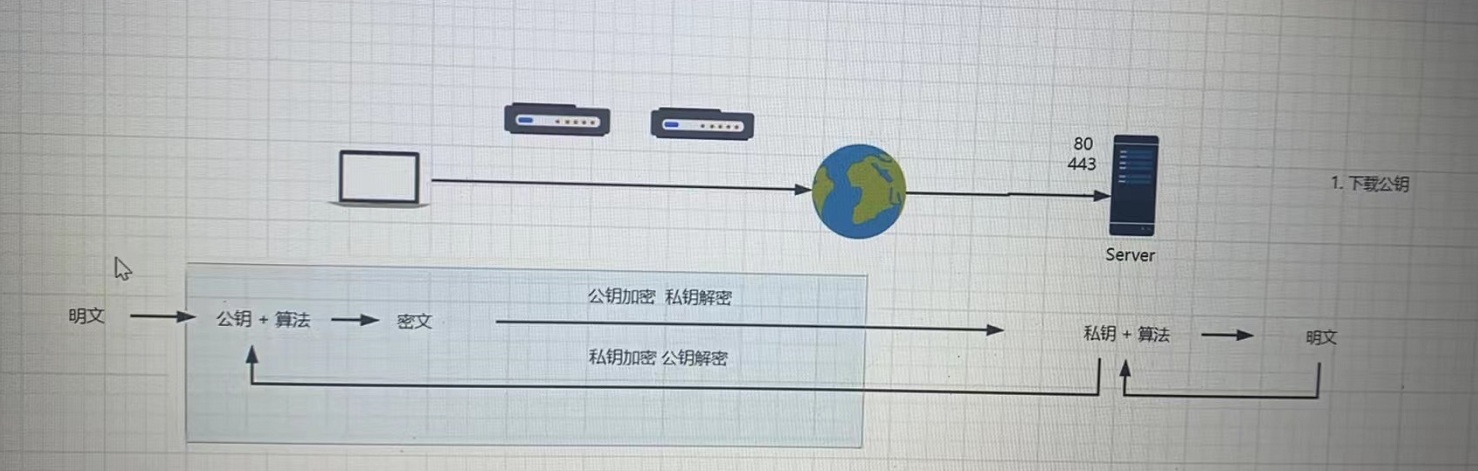 80
443
1. 下载公钥
Server
公钥加密 私钥解密
明文
公钥 + 算法
密文
私钥 + 算法
明文
私钥加密 公钥解密